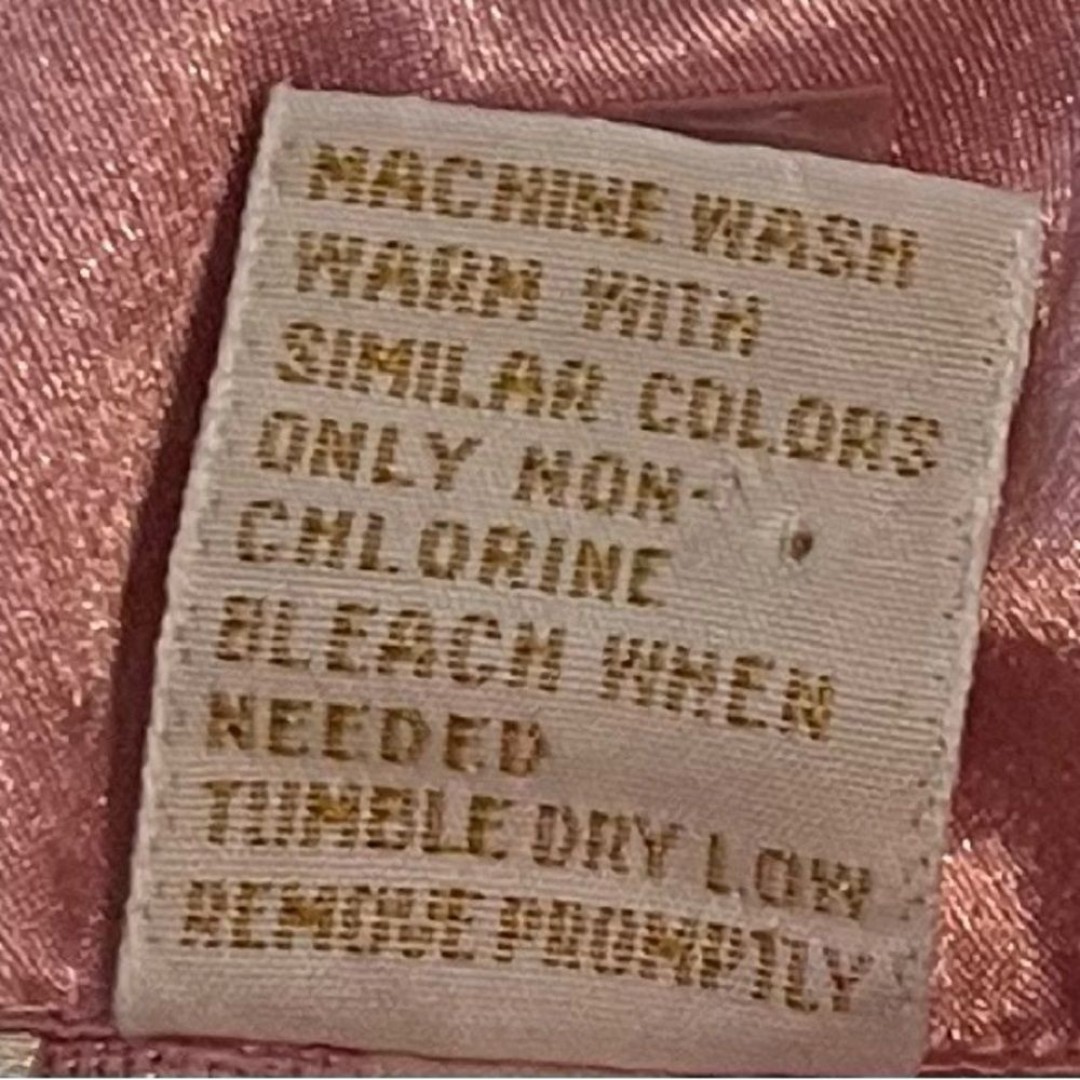 MACHINE WASH
WARM WITH
SIMILAR COLORS
ONLY NON-
CHLORINE
BLEACH WHEN
NEEDED
TUMBLE DRY LOW
REMOVE PROMPTLY